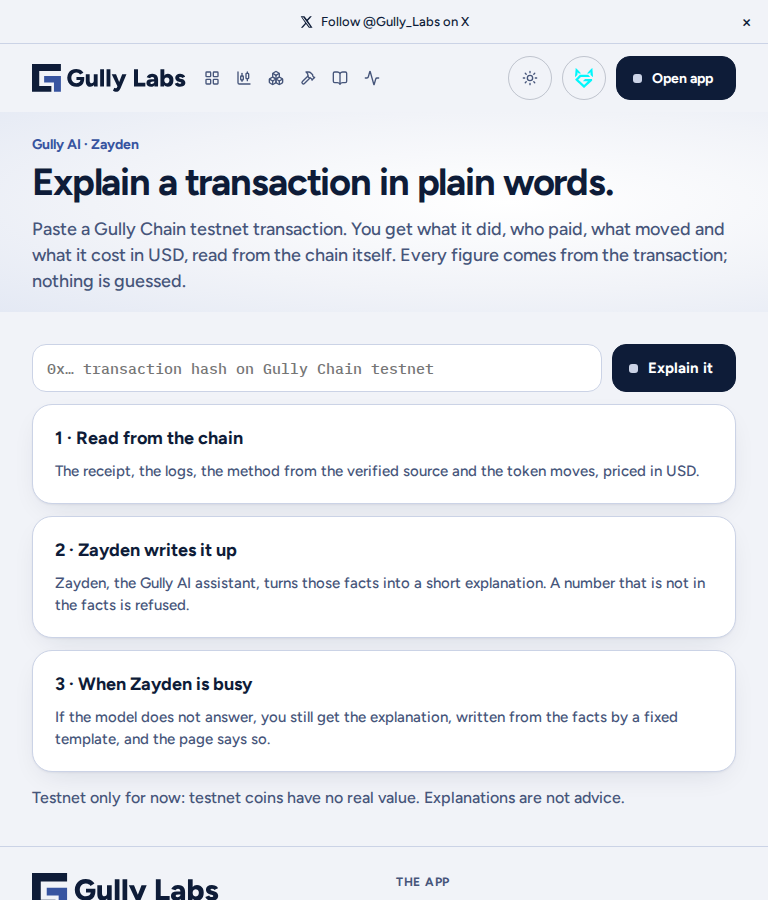 Follow @Gully_Labs on X
×
Gully Labs
Open app
Gully AI · Zayden
Explain a transaction in plain words.
Paste a Gully Chain testnet transaction. You get what it did, who paid, what moved and
what it cost in USD, read from the chain itself. Every figure comes from the transaction;
nothing is guessed.
0x… transaction hash on Gully Chain testnet
Explain it
1 · Read from the chain
The receipt, the logs, the method from the verified source and the token moves, priced in USD.
2 · Zayden writes it up
Zayden, the Gully AI assistant, turns those facts into a short explanation. A number that is not in
the facts is refused.
3 · When Zayden is busy
If the model does not answer, you still get the explanation, written from the facts by a fixed
template, and the page says so.
Testnet only for now: testnet coins have no real value. Explanations are not advice.
Gully Labs
THE APP